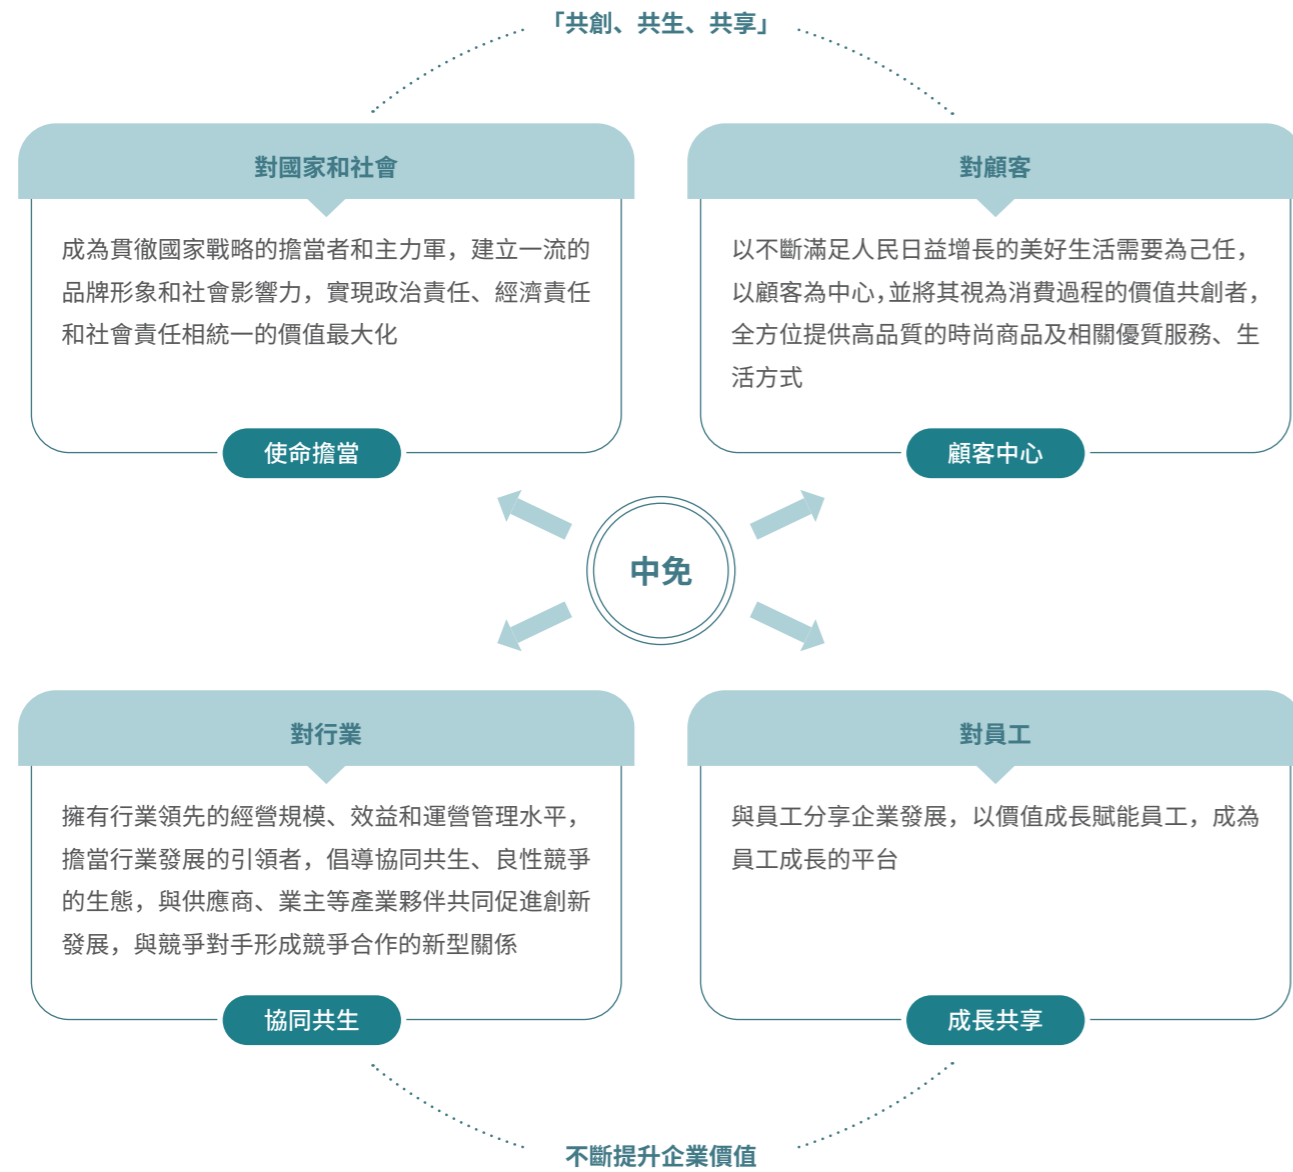 「共創、共生、共享」
對國家和社會
成為貫徹國家戰略的擔當者和主力軍，建立一流的
品牌形象和社會影響力，實現政治責任、經濟責任
和社會責任相統一的價值最大化
使命擔當
對顧客
以不斷滿足人民日益增長的美好生活需要為己任，
以顧客為中心，並將其視為消費過程的價值共創者，
全方位提供高品質的時尚商品及相關優質服務、生
活方式
顧客中心
中免
對行業
擁有行業領先的經營規模、效益和運營管理水平，
擔當行業發展的引領者，倡導協同共生、良性競爭
的生態，與供應商、業主等產業夥伴共同促進創新
發展，與競爭對手形成競爭合作的新型關係
協同共生
對員工
與員工分享企業發展，以價值成長賦能員工，成為
員工成長的平台
成長共享
不斷提升企業價值